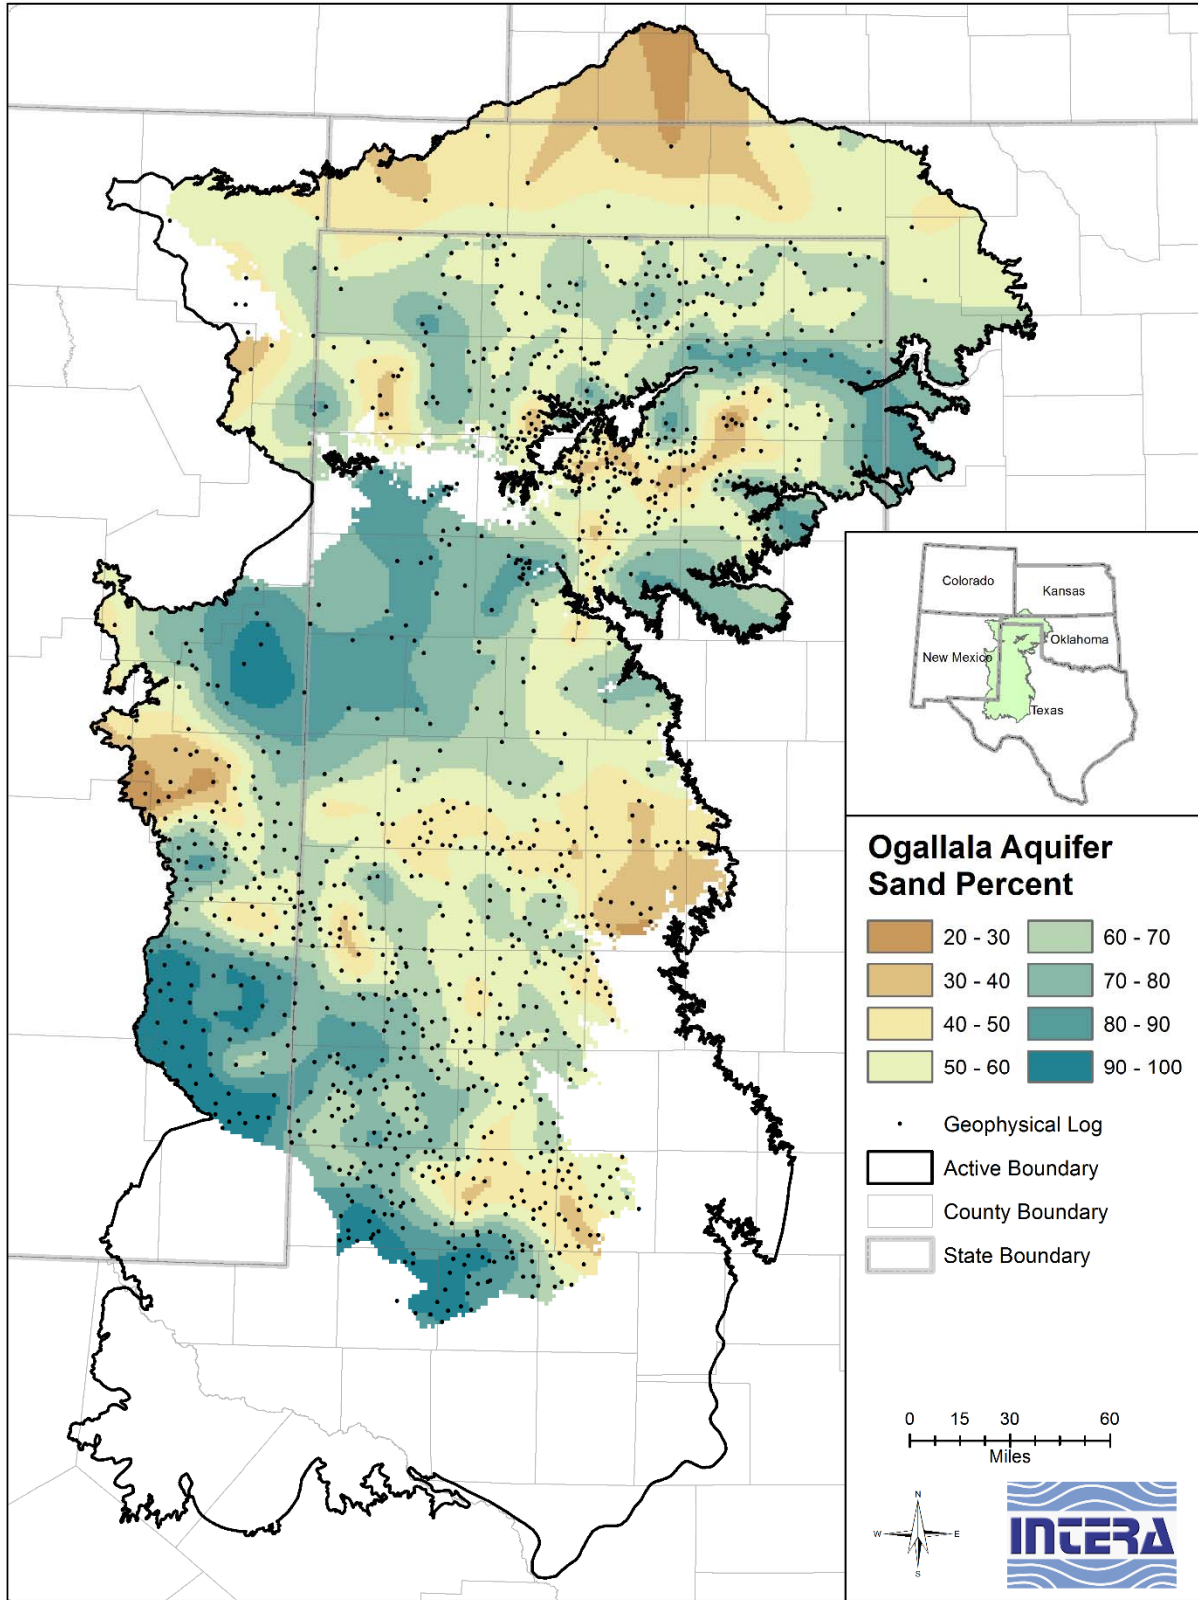 Colorado
Kansas
New Mexico
Oklahoma
Texas
Ogallala Aquifer
Sand Percent
20 - 30 60 - 70
30 - 40 70 - 80
40 - 50 80 - 90
50 - 60 90 - 100
Geophysical Log
Active Boundary
County Boundary
State Boundary
0 15 30 60
Miles
N
W E
S
INTERA